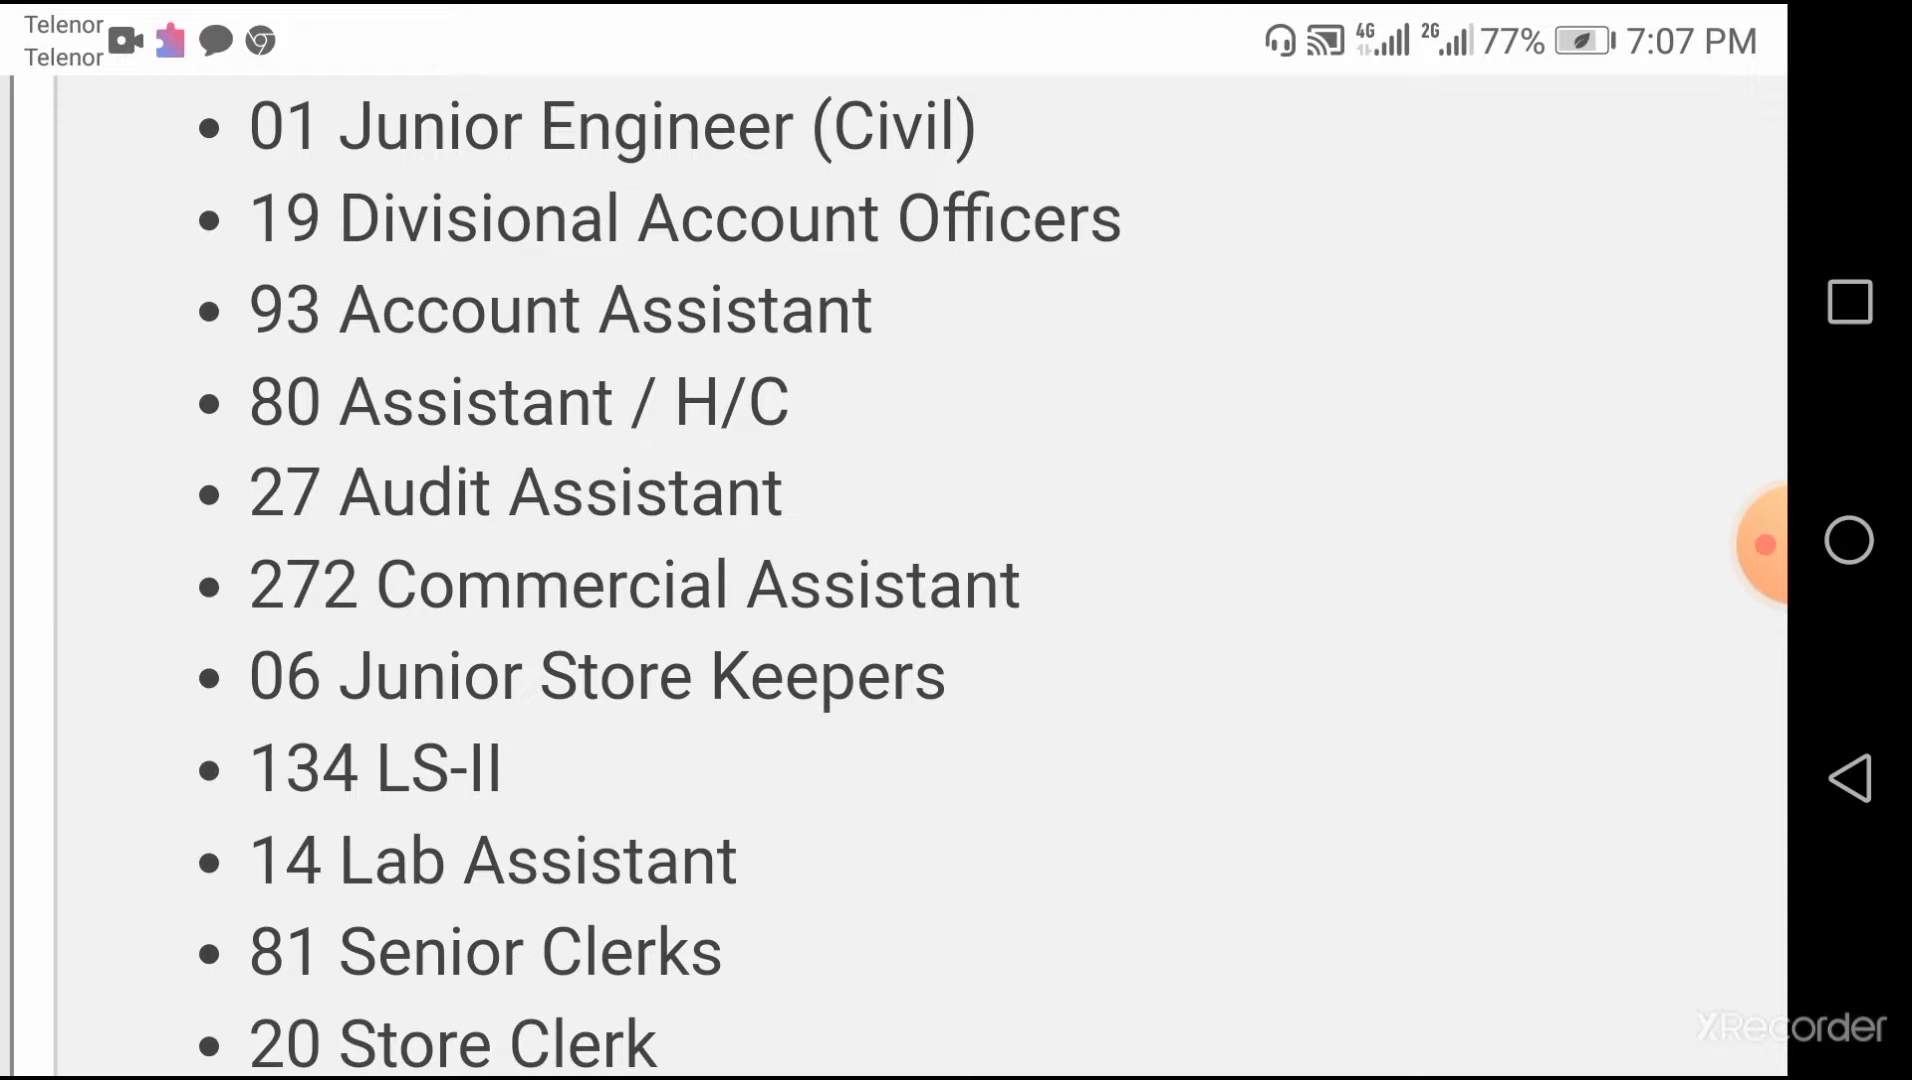 Telenor
Telenor
4G 2G 77% 7:07 PM
• 01 Junior Engineer (Civil)
• 19 Divisional Account Officers
• 93 Account Assistant
• 80 Assistant / H/C
• 27 Audit Assistant
• 272 Commercial Assistant
• 06 Junior Store Keepers
• 134 LS-II
• 14 Lab Assistant
• 81 Senior Clerks
• 20 Store Clerk
XRecorder